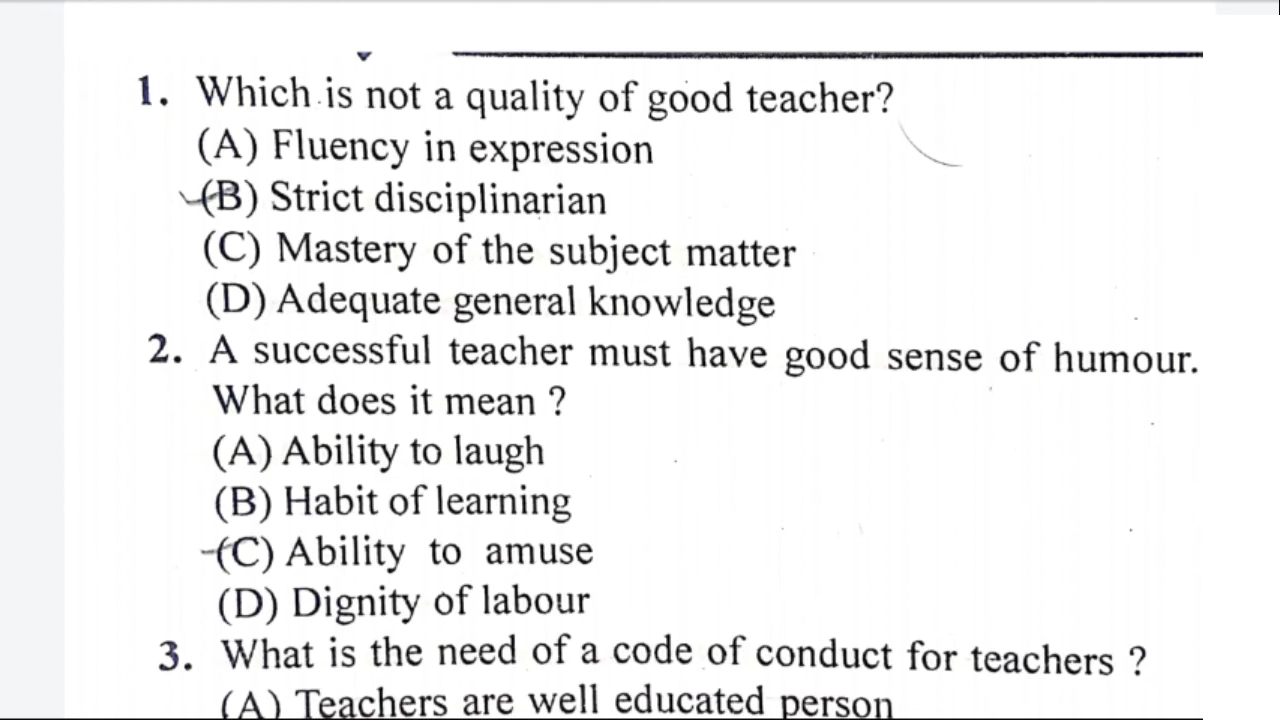 1. Which is not a quality of good teacher?
(A) Fluency in expression
(B) Strict disciplinarian
(C) Mastery of the subject matter
(D) Adequate general knowledge
2. A successful teacher must have good sense of humour.
What does it mean ?
(A) Ability to laugh
(B) Habit of learning
(C) Ability to amuse
(D) Dignity of labour
3. What is the need of a code of conduct for teachers ?
(A) Teachers are well educated person